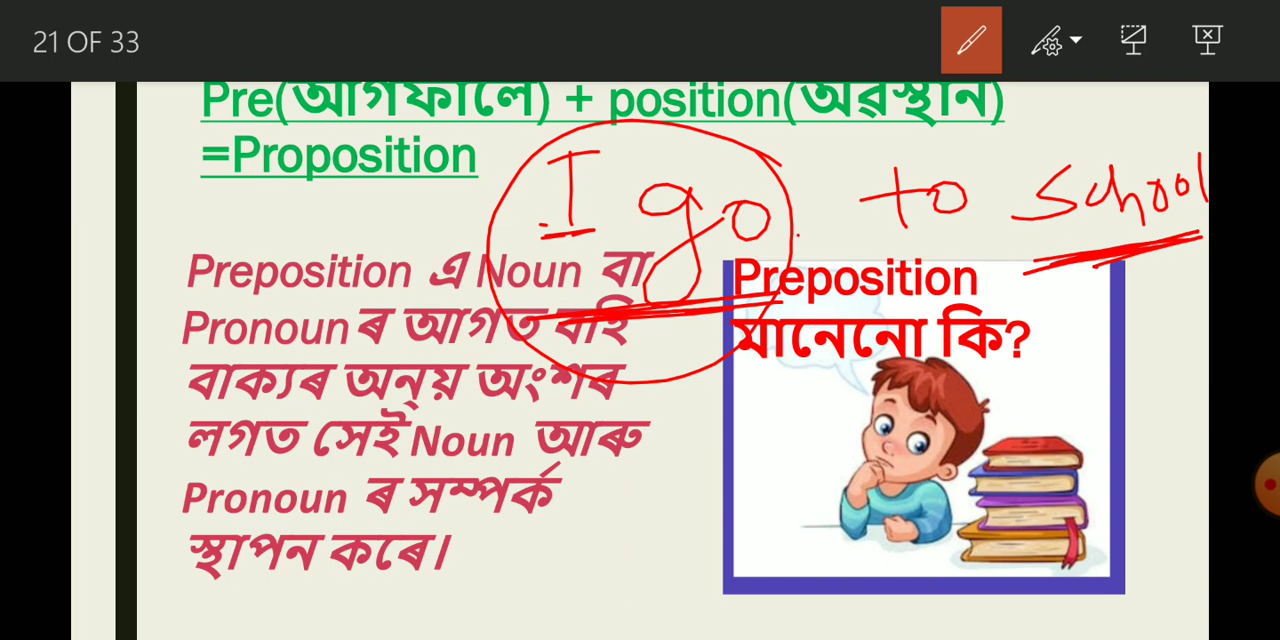 21 OF 33
Pre(আগফালে) + position(অৱস্থান)
=Proposition
I go to school
Preposition এ Noun বা
Pronoun ৰ আগত বহি
বাক্যৰ অন্য় অংশৰ
লগত সেই Noun আৰু
Pronoun ৰ সম্পৰ্ক
স্থাপন কৰে।
Preposition
মানেনো কি?